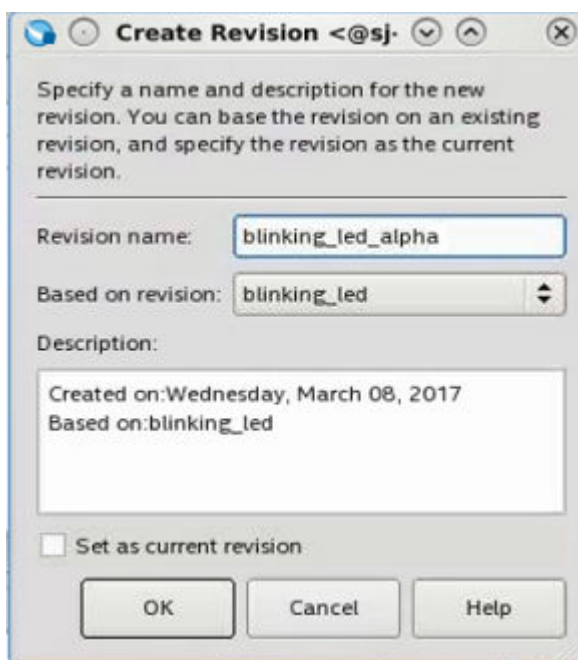 Create Revision <@sj-
Specify a name and description for the new
revision. You can base the revision on an existing
revision, and specify the revision as the current
revision.
Revision name: blinking_led_alpha
Based on revision: blinking_led
Description:
Created on:Wednesday, March 08, 2017
Based on:blinking_led
Set as current revision
OK Cancel Help